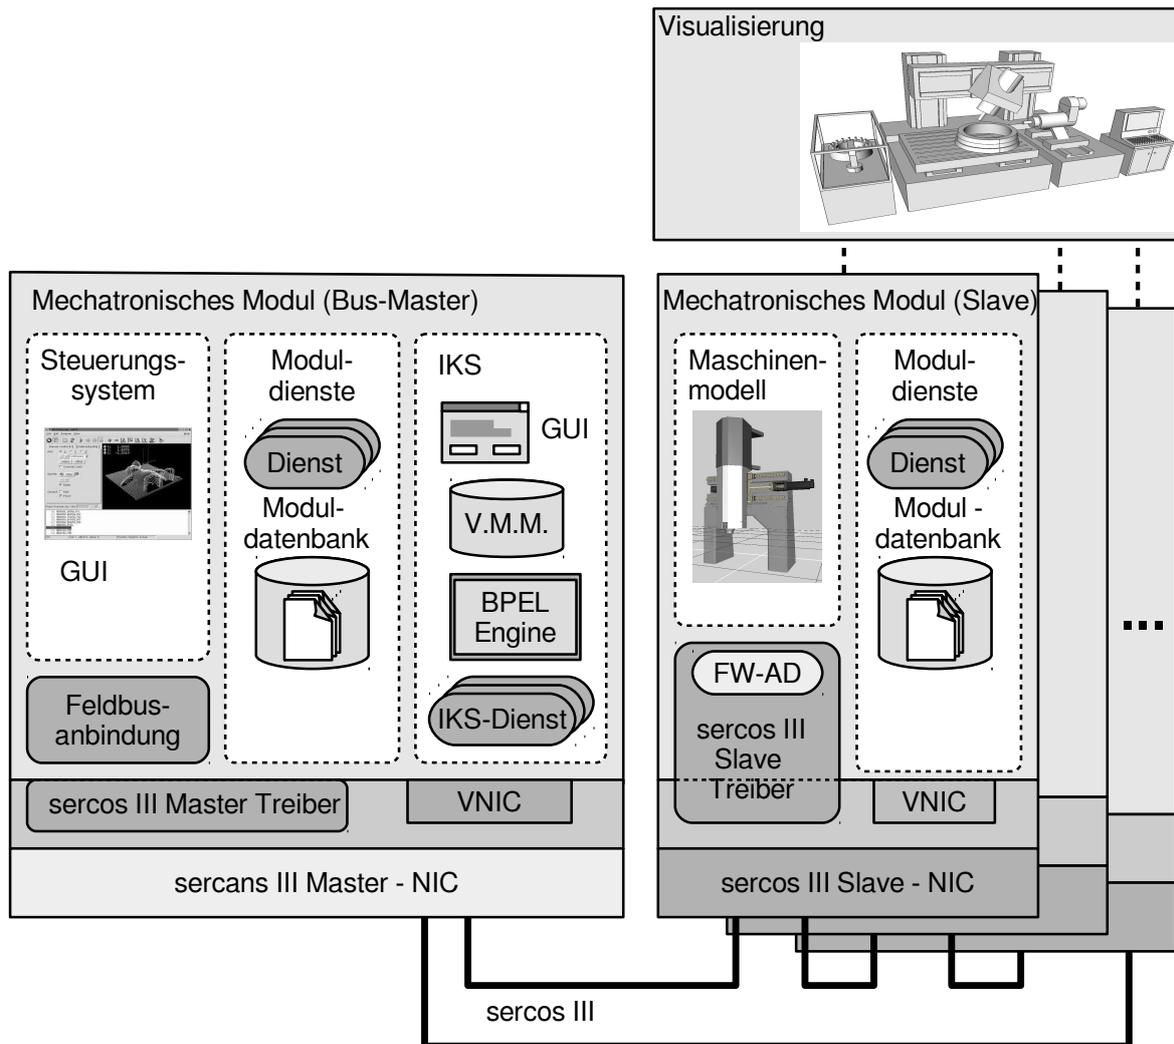 Visualisierung
Mechatronisches Modul (Bus-Master)
Steuerungs-
system
GUI
Feldbus-
anbindung
Modul-
dienste
Dienst
Modul-
datenbank
IKS
GUI
V.M.M.
BPEL
Engine
IKS-Dienst
sercos III Master Treiber
VNIC
sercans III Master - NIC
Mechatronisches Modul (Slave)
Maschinen-
modell
FW-AD
sercos III
Slave
Treiber
Modul-
dienste
Dienst
Modul -
datenbank
VNIC
sercos III Slave - NIC
...
sercos III